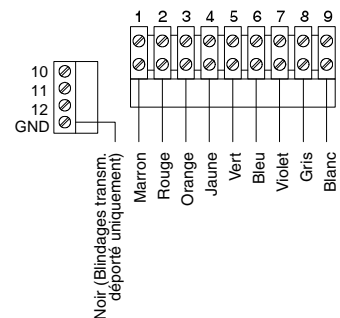 1 2 3 4 5 6 7 8 9
10
11
12
GND
Noir (Blindages transm.
déporté uniquement)
Marron
Rouge
Orange
Jaune
Vert
Bleu
Violet
Gris
Blanc